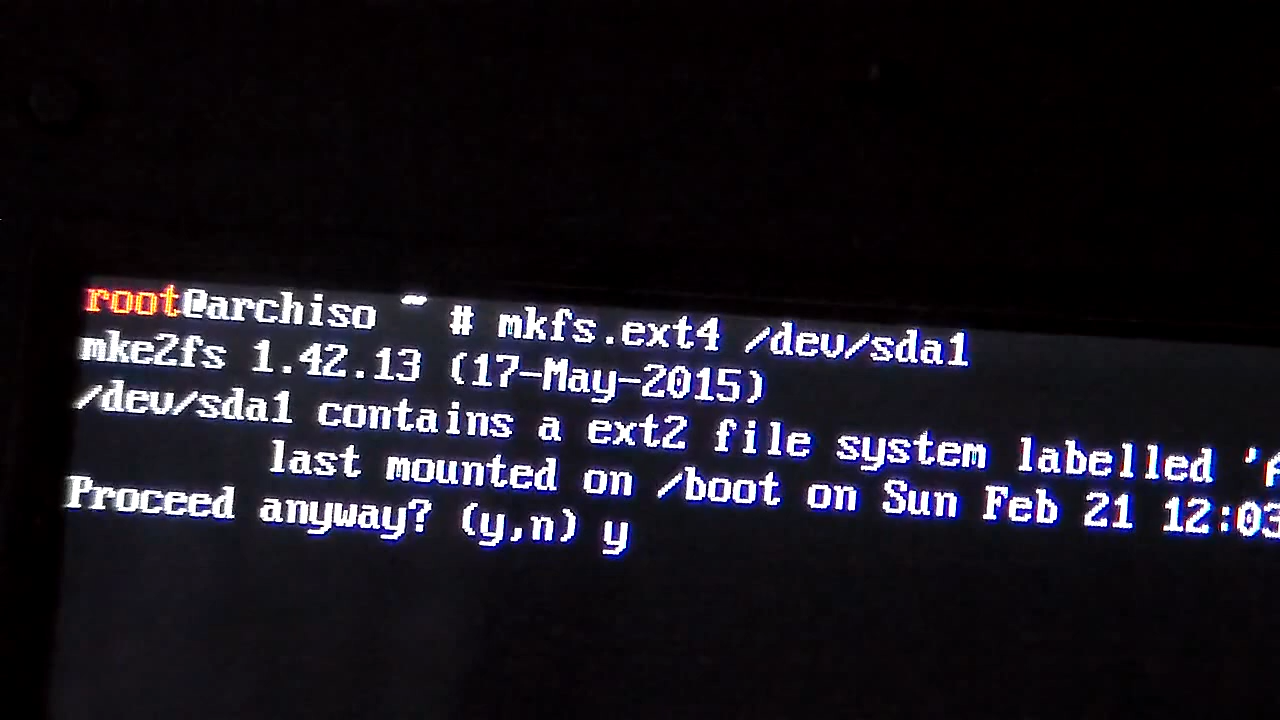 root@archiso ~ # mkfs.ext4 /dev/sda1
mke2fs 1.42.13 (17-May-2015)
/dev/sda1 contains a ext2 file system labelled '
last mounted on /boot on Sun Feb 21 12:03
Proceed anyway? (y,n) y